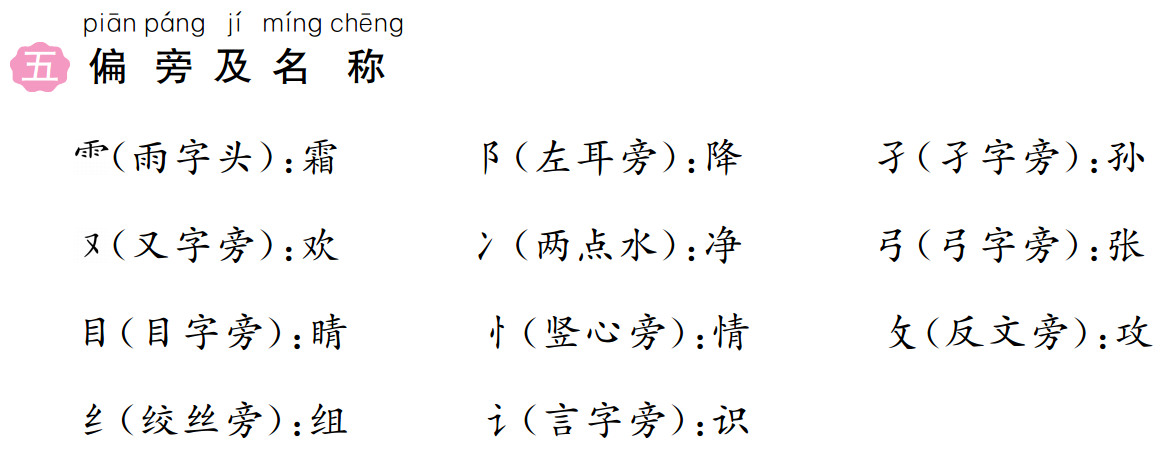 piān páng jí míng chēng
五 偏旁及名称
⻗(雨字头):霜 阝(左耳旁):降 孑(孑字旁):孙
又(又字旁):欢 冫(两点水):净 弓(弓字旁):张
目(目字旁):睛 忄(竖心旁):情 攵(反文旁):攻
纟(绞丝旁):组 讠(言字旁):识